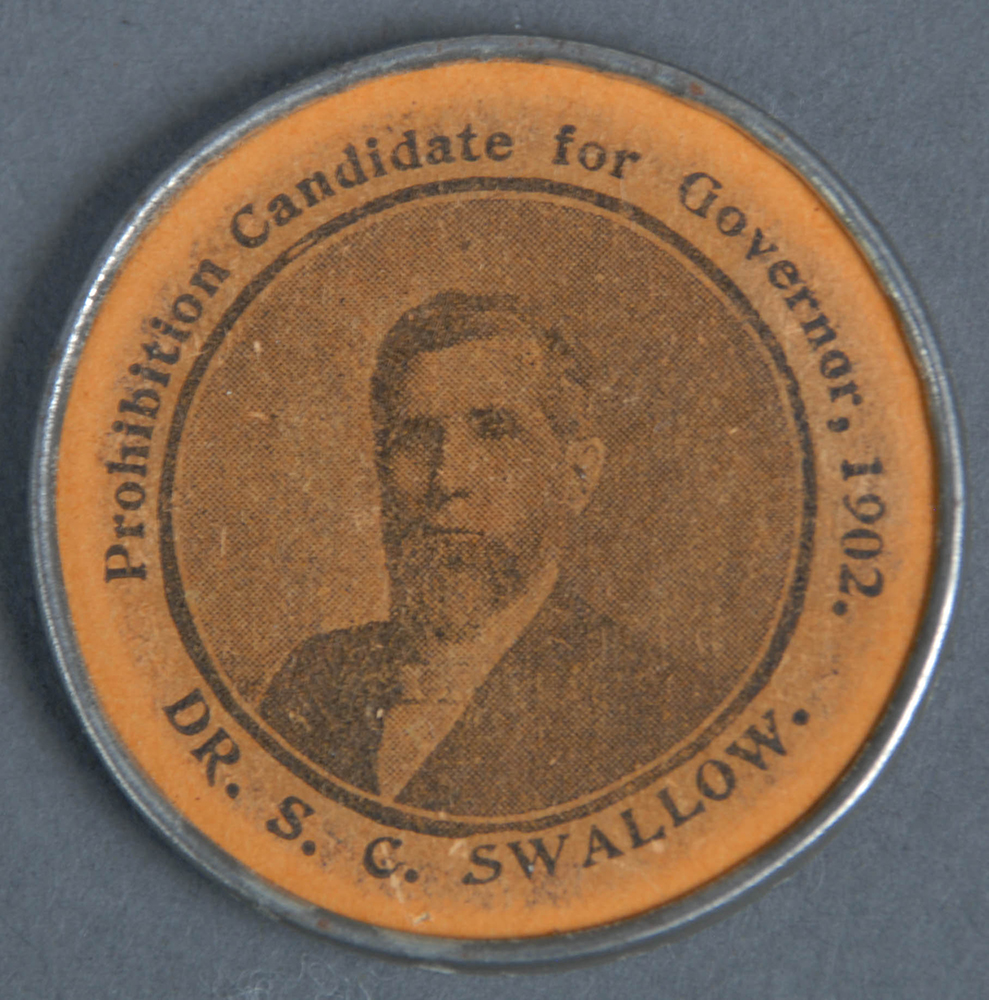 Prohibition Candidate for Governor, 1902.
DR. S. C. SWALLOW.